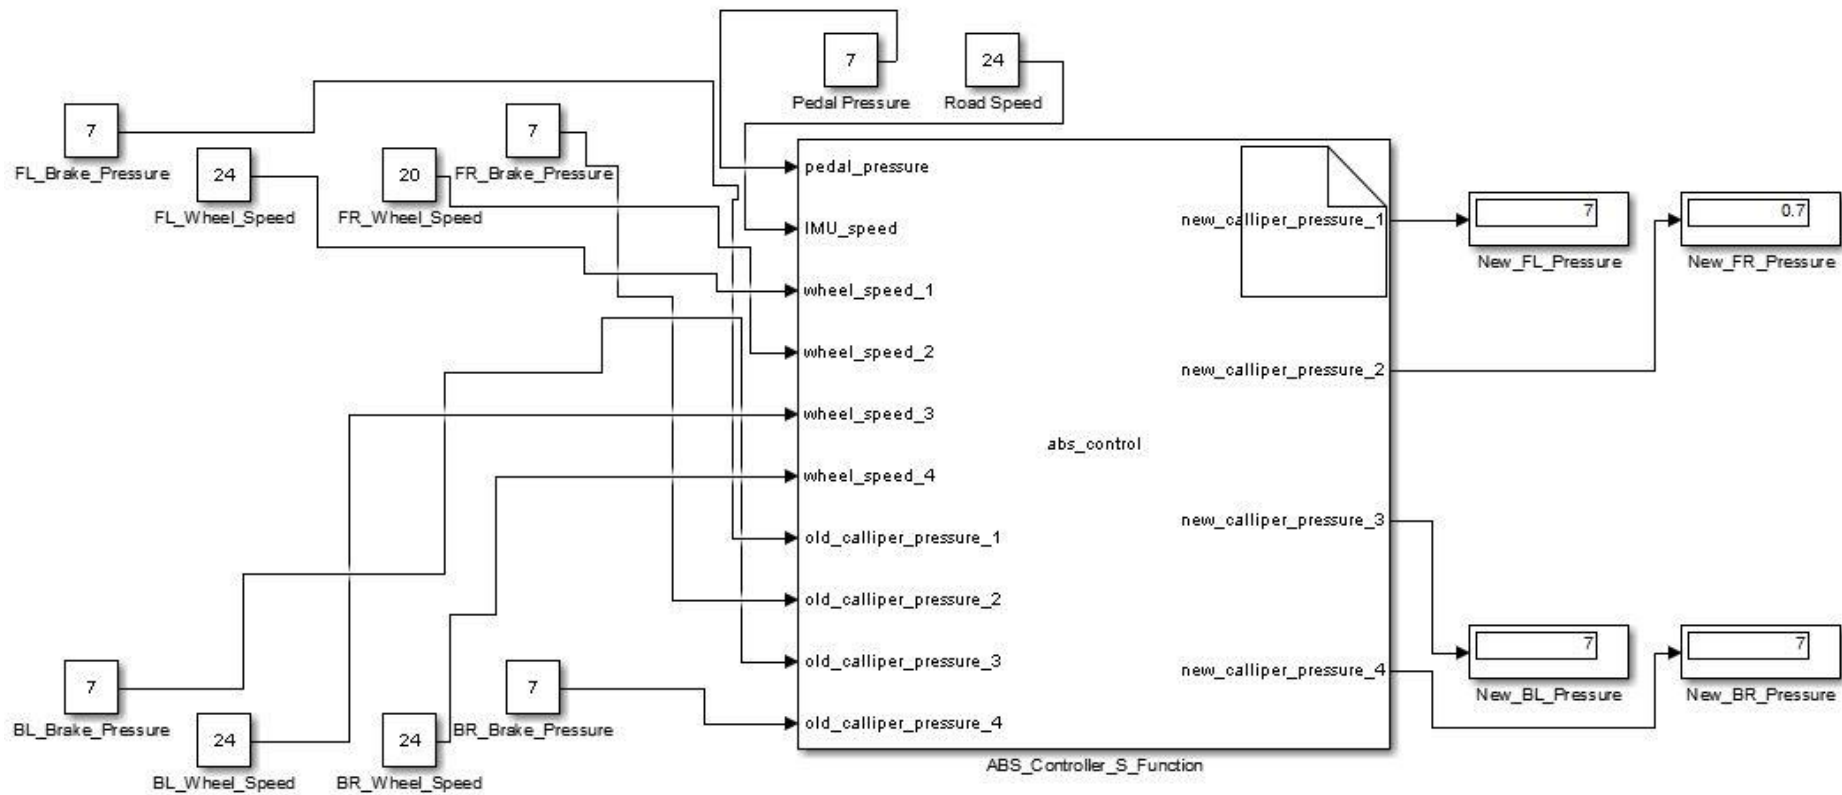 7
Pedal Pressure
24
Road Speed
7
FL_Brake_Pressure
24
FL_Wheel_Speed
20
FR_Wheel_Speed
7
FR_Brake_Pressure
pedal_pressure
IMU_speed
wheel_speed_1
wheel_speed_2
wheel_speed_3
wheel_speed_4
old_calliper_pressure_1
old_calliper_pressure_2
old_calliper_pressure_3
old_calliper_pressure_4
abs_control
new_calliper_pressure_1
new_calliper_pressure_2
new_calliper_pressure_3
new_calliper_pressure_4
ABS_Controller_S_Function
7
New_FL_Pressure
0.7
New_FR_Pressure
7
New_BL_Pressure
7
New_BR_Pressure
7
BL_Brake_Pressure
24
BL_Wheel_Speed
24
BR_Wheel_Speed
7
BR_Brake_Pressure